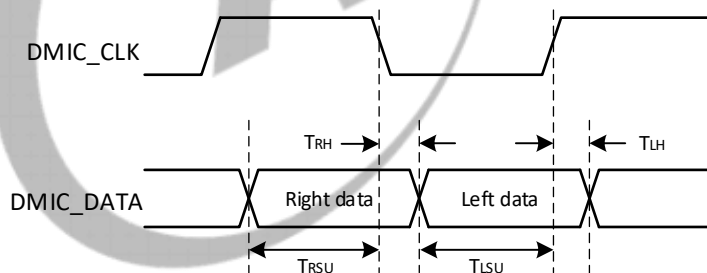 DMIC_CLK
TRH
TLH
DMIC_DATA
Right data
Left data
TRSU
TLSU